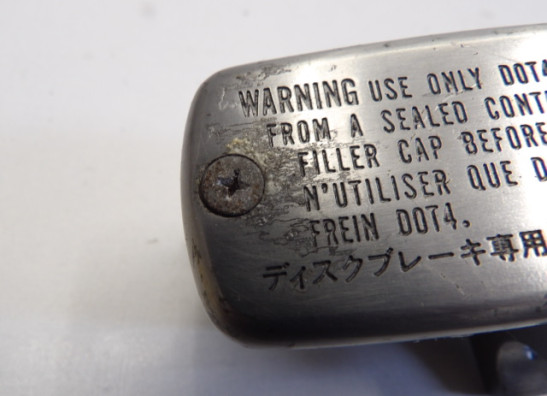 WARNING USE ONLY DOT4
FROM A SEALED CONT
FILLER CAP BEFORE
N'UTILISER QUE D
FREIN DOT4.
ディスクブレーキ専用